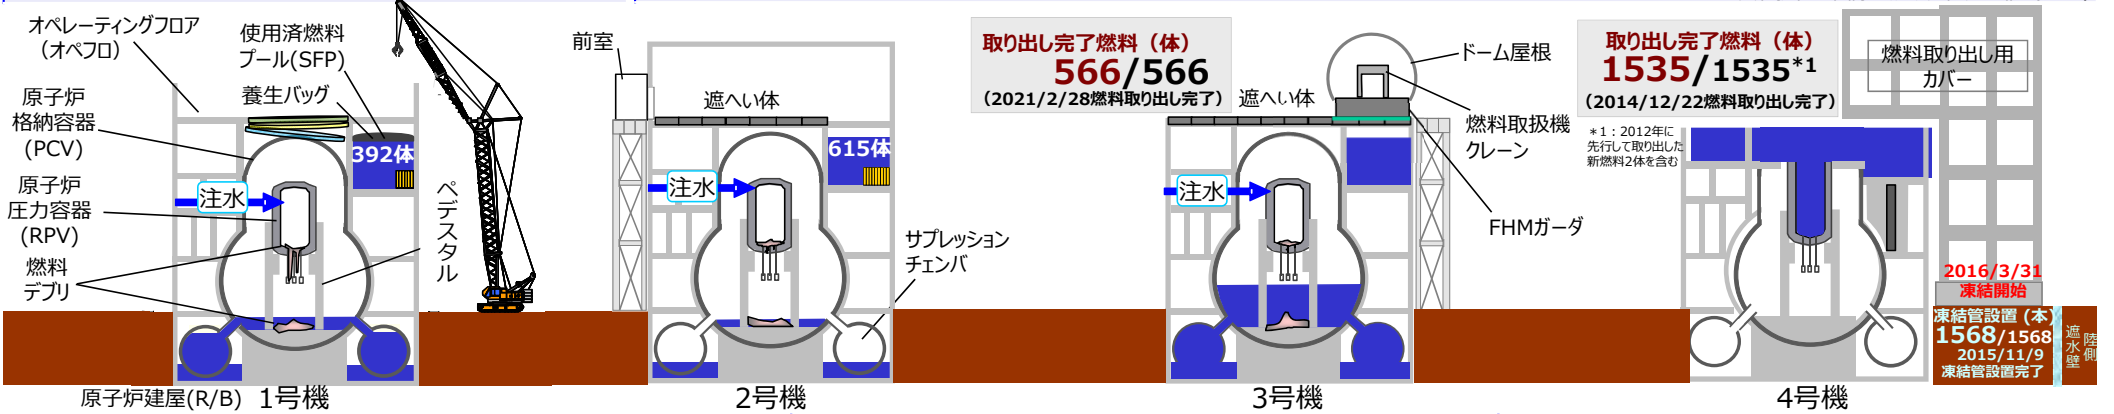 オペレーティングフロア
(オペフロ)
使用済燃料
プール(SFP)
養生バッグ
原子炉
格納容器
(PCV)
392体
注水
原子炉
圧力容器
(RPV)
燃料
デブリ
ペデスタル
原子炉建屋(R/B)
1号機
前室
遮へい体
615体
注水
サプレッション
チェンバ
2号機
取り出し完了燃料（体）
566/566
(2021/2/28燃料取り出し完了)
遮へい体
ドーム屋根
燃料取扱機
クレーン
注水
FHMガーダ
3号機
取り出し完了燃料（体）
1535/1535*1
(2014/12/22燃料取り出し完了)
*1：2012年に
先行して取り出した
新燃料2体を含む
燃料取り出し用
カバー
2016/3/31
凍結開始
凍結管設置(本)
1568/1568
2015/11/9
凍結管設置完了
陸側
遮水壁
4号機